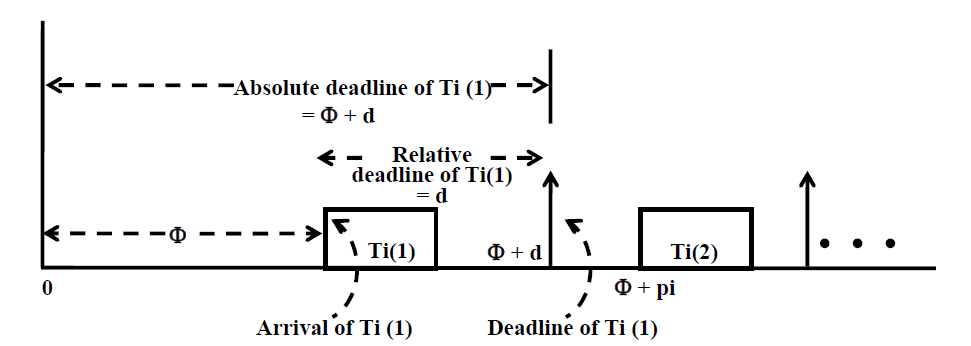 Absolute deadline of Ti (1)
= Φ + d
Relative
deadline of Ti(1)
= d
Φ
Ti(1)
Φ + d
Ti(2)
0
Φ + pi
Arrival of Ti (1)
Deadline of Ti (1)